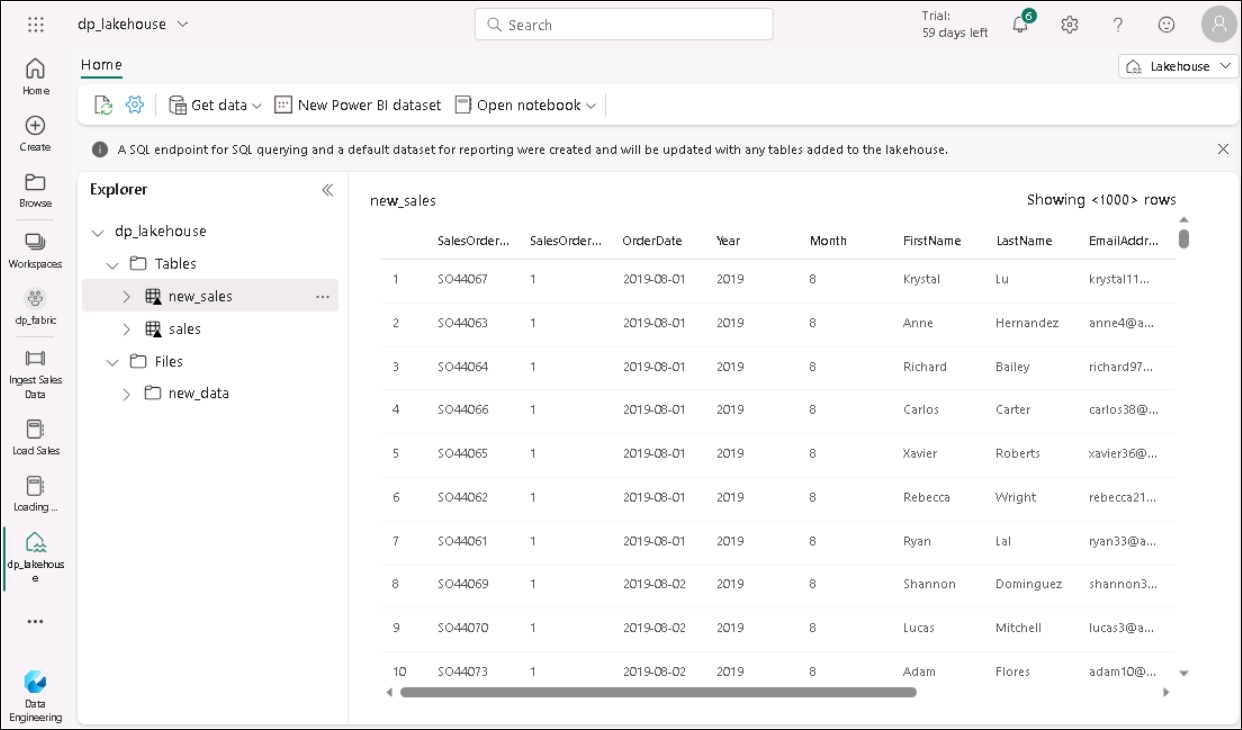 dp_lakehouse
Search
Trial:
59 days left
6
Home
Lakehouse
Get data
New Power BI dataset
Open notebook
A SQL endpoint for SQL querying and a default dataset for reporting were created and will be updated with any tables added to the lakehouse.
Home
Create
Browse
Workspaces
dp_fabric
Ingest Sales
Data
Load Sales
Loading ...
dp_lakehous
e
...
Data
Engineering
Explorer
dp_lakehouse
Tables
new_sales ...
sales
Files
new_data
new_sales
Showing <1000> rows
SalesOrder... SalesOrder... OrderDate Year Month FirstName LastName EmailAddr...
1 SO44067 1 2019-08-01 2019 8 Krystal Lu krystal11...
2 SO44063 1 2019-08-01 2019 8 Anne Hernandez anne4@a...
3 SO44064 1 2019-08-01 2019 8 Richard Bailey richard97...
4 SO44066 1 2019-08-01 2019 8 Carlos Carter carlos38@...
5 SO44065 1 2019-08-01 2019 8 Xavier Roberts xavier36@...
6 SO44062 1 2019-08-01 2019 8 Rebecca Wright rebecca21...
7 SO44061 1 2019-08-01 2019 8 Ryan Lal ryan33@a...
8 SO44069 1 2019-08-02 2019 8 Shannon Dominguez shannon3...
9 SO44070 1 2019-08-02 2019 8 Lucas Mitchell lucas3@a...
10 SO44073 1 2019-08-02 2019 8 Adam Flores adam10@...